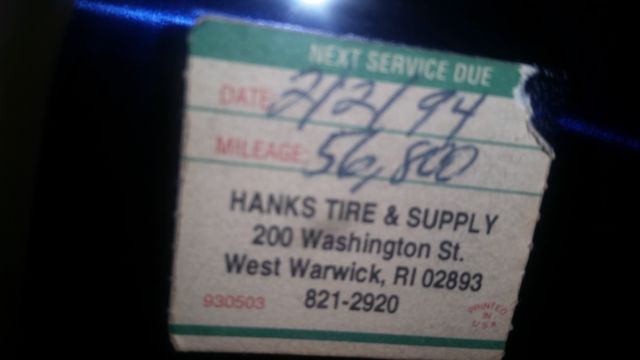 NEXT SERVICE DUE
DATE: 2/2/94
MILEAGE: 56,800
HANKS TIRE & SUPPLY
200 Washington St.
West Warwick, RI 02893
930503 821-2920
PRINTED IN U.S.A.